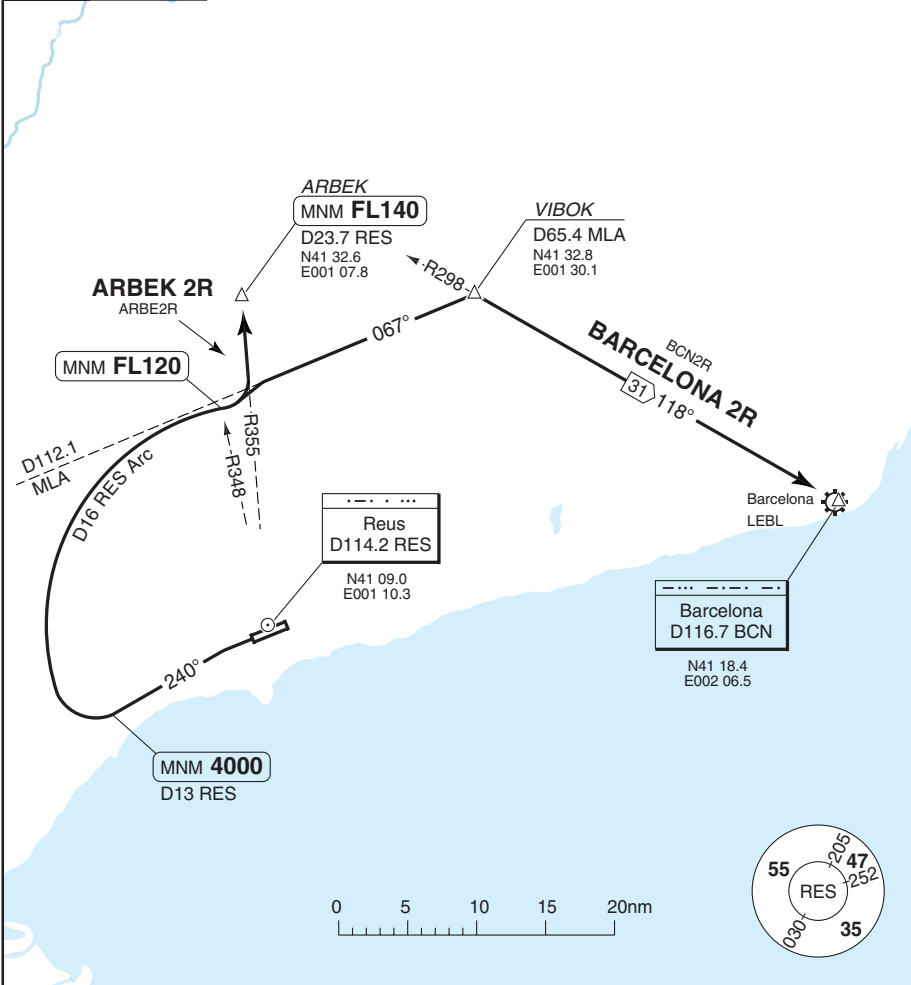 ARBEK
MNM FL140
D23.7 RES
N41 32.6
E001 07.8
VIBOK
D65.4 MLA
N41 32.8
E001 30.1
R298
ARBEK 2R
ARBE2R
067°
BCN2R
BARCELONA 2R
31 118°
MNM FL120
R355
R348
D112.1
MLA
D16 RES Arc
Reus
D114.2 RES
N41 09.0
E001 10.3
Barcelona
LEBL
Barcelona
D116.7 BCN
N41 18.4
E002 06.5
240°
MNM 4000
D13 RES
0 5 10 15 20nm
205
55 47
252
RES
030 35